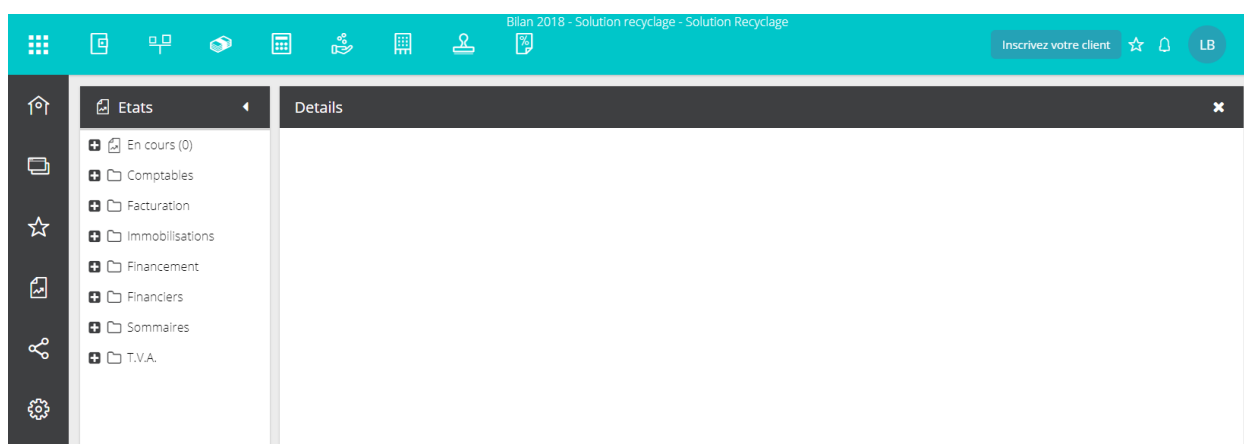 Bilan 2018 - Solution recyclage - Solution Recyclage
Inscrivez votre client
LB
Etats
Details
En cours (0)
Comptables
Facturation
Immobilisations
Financement
Financiers
Sommaires
T.V.A.